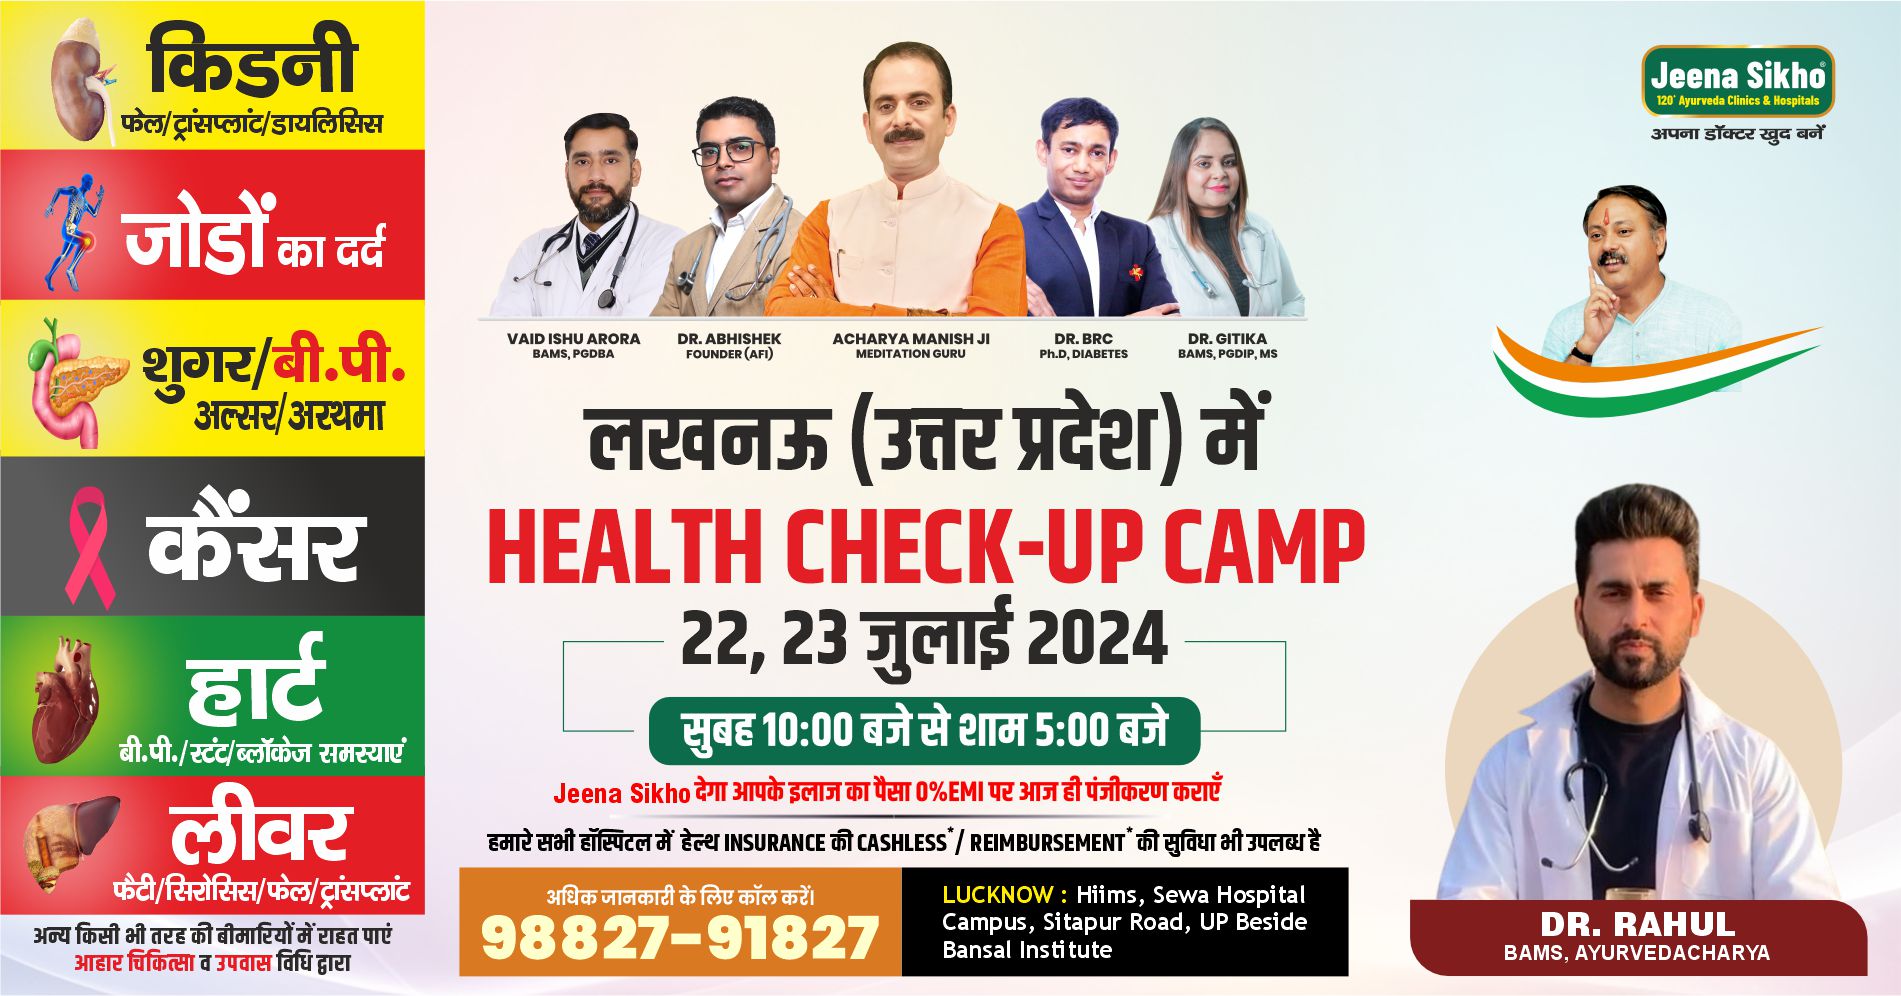 किडनी
फेल/ट्रांसप्लांट/डायलिसिस
जोडों का दर्द
शुगर/बी.पी.
अल्सर/अस्थमा
कैंसर
हार्ट
बी.पी./स्टंट/ब्लॉकेज समस्याएं
लीवर
फैटी/सिरोसिस/फेल/ट्रांसप्लांट
अन्य किसी भी तरह की बीमारियों में राहत पाएं
आहार चिकित्सा व उपवास विधि द्वारा
VAID ISHU ARORA
BAMS, PGDBA
DR. ABHISHEK
FOUNDER (AFI)
ACHARYA MANISH JI
MEDITATION GURU
DR. BRC
Ph.D, DIABETES
DR. GITIKA
BAMS, PGDIP, MS
लखनऊ (उत्तर प्रदेश) में
HEALTH CHECK-UP CAMP
22, 23 जुलाई 2024
सुबह 10:00 बजे से शाम 5:00 बजे
Jeena Sikho देगा आपके इलाज का पैसा 0%EMI पर आज ही पंजीकरण कराएँ
हमारे सभी हॉस्पिटल में हेल्थ INSURANCE की CASHLESS*/ REIMBURSEMENT* की सुविधा भी उपलब्ध है
अधिक जानकारी के लिए कॉल करें।
98827-91827
LUCKNOW : Hiims, Sewa Hospital
Campus, Sitapur Road, UP Beside
Bansal Institute
Jeena Sikho®
120+ Ayurveda Clinics & Hospitals
अपना डॉक्टर खुद बनें
DR. RAHUL
BAMS, AYURVEDACHARYA